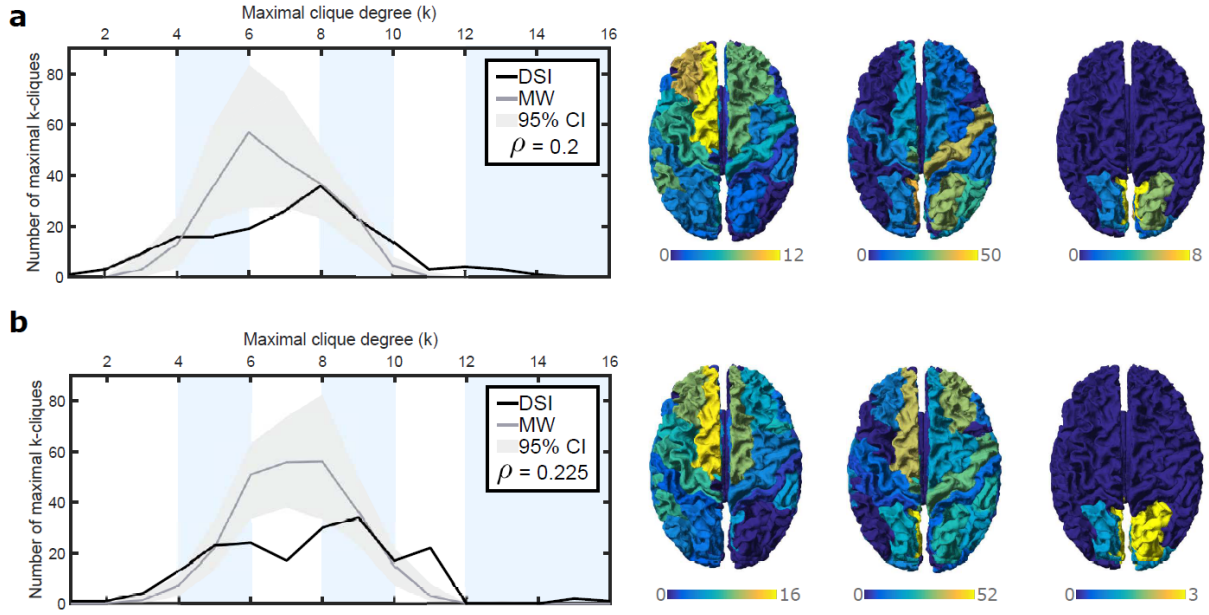 a
Maximal clique degree (k)
2 4 6 8 10 12 14 16
Number of maximal k-cliques
80
60
40
20
0
DSI
MW
95% CI
ρ = 0.2
0 12
0 50
0 8
b
Maximal clique degree (k)
2 4 6 8 10 12 14 16
Number of maximal k-cliques
80
60
40
20
0
DSI
MW
95% CI
ρ = 0.225
0 16
0 52
0 3